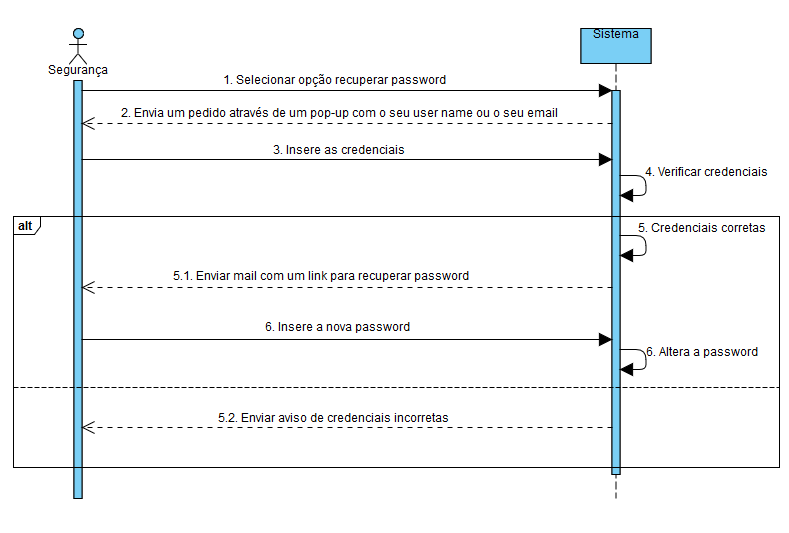 Segurança
Sistema
1. Selecionar opção recuperar password
2. Envia um pedido através de um pop-up com o seu user name ou o seu email
3. Insere as credenciais
4. Verificar credenciais
alt
5. Credenciais corretas
5.1. Enviar mail com um link para recuperar password
6. Insere a nova password
6. Altera a password
5.2. Enviar aviso de credenciais incorretas